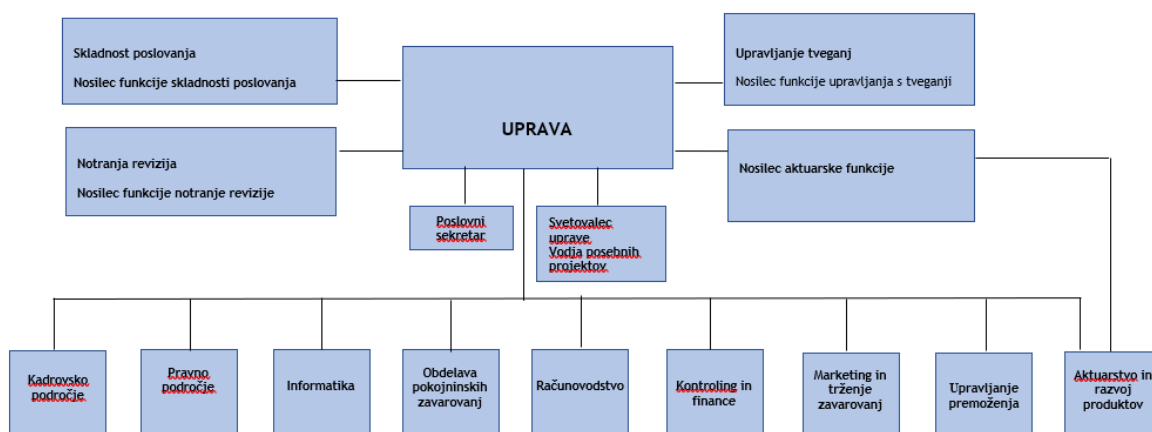 Skladnost poslovanja
Nosilec funkcije skladnosti poslovanja
Upravljanje tveganj
Nosilec funkcije upravljanja s tveganji
UPRAVA
Notranja revizija
Nosilec funkcije notranje revizije
Nosilec aktuarske funkcije
Poslovni
sekretar
Svetovalec
uprave
Vodja posebnih
projektov
Kadrovsko
področje
Pravno
področje
Informatika
Obdelava
pokojninskih
zavarovanj
Računovodstvo
Kontroling in
finance
Marketing in
trženje
zavarovanj
Upravljanje
premoženja
Aktuarstvo in
razvoj
produktov